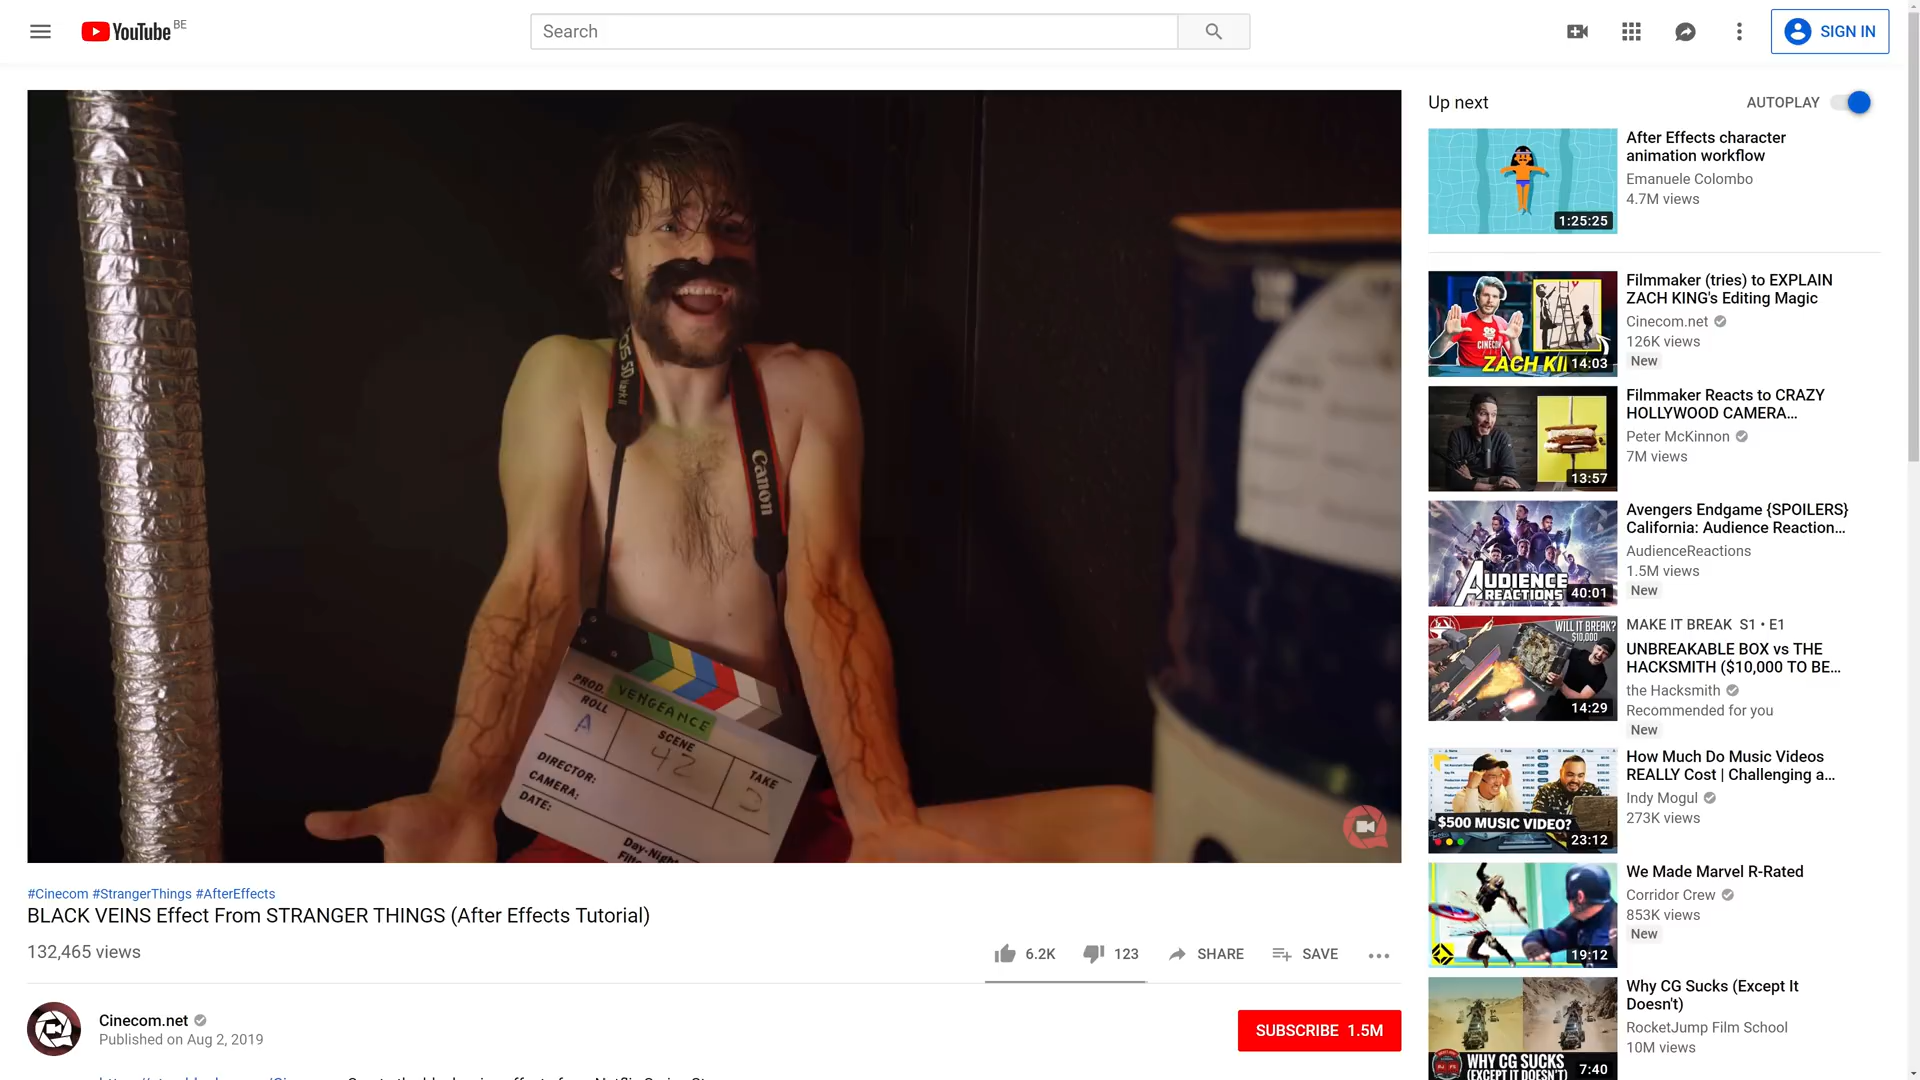 YouTube BE
Search
SIGN IN
EOS 5D
Mark II
Canon
PROD.
VENGEANCE
ROLL
A
SCENE
42
TAKE
DIRECTOR:
CAMERA:
DATE:
Day-Night
#Cinecom #StrangerThings #AfterEffects
BLACK VEINS Effect From STRANGER THINGS (After Effects Tutorial)
132,465 views
6.2K
123
SHARE
SAVE
Cinecom.net
Published on Aug 2, 2019
SUBSCRIBE 1.5M
Up next
AUTOPLAY
1:25:25
After Effects character
animation workflow
Emanuele Colombo
4.7M views
ZACH KI
14:03
Filmmaker (tries) to EXPLAIN
ZACH KING's Editing Magic
Cinecom.net
126K views
New
13:57
Filmmaker Reacts to CRAZY
HOLLYWOOD CAMERA...
Peter McKinnon
7M views
AUDIENCE
REACTIONS
40:01
Avengers Endgame {SPOILERS}
California: Audience Reaction...
AudienceReactions
1.5M views
New
WILL IT BREAK?
$10,000
14:29
MAKE IT BREAK S1 • E1
UNBREAKABLE BOX vs THE
HACKSMITH ($10,000 TO BE...
the Hacksmith
Recommended for you
New
$500 MUSIC VIDEO?
23:12
How Much Do Music Videos
REALLY Cost | Challenging a...
Indy Mogul
273K views
19:12
We Made Marvel R-Rated
Corridor Crew
853K views
New
WHY CG SUCKS
(EXCEPT IT DOESN'T)
7:40
Why CG Sucks (Except It
Doesn't)
RocketJump Film School
10M views